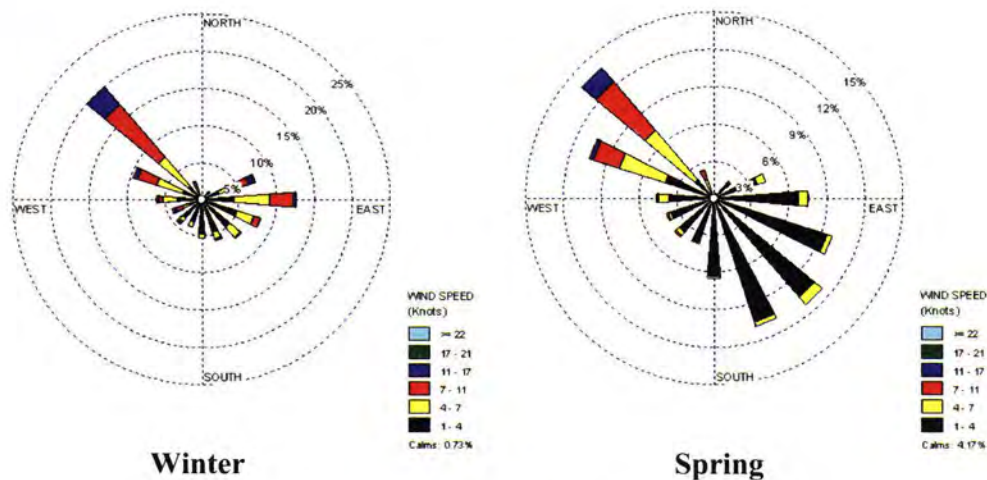 NORTH
25%
20%
15%
10%
5%
WEST
EAST
SOUTH
WIND SPEED
(Knots)
>= 22
17 - 21
11 - 17
7 - 11
4 - 7
1 - 4
Calms: 0.73%
Winter
NORTH
15%
12%
9%
6%
3%
WEST
EAST
SOUTH
WIND SPEED
(Knots)
>= 22
17 - 21
11 - 17
7 - 11
4 - 7
1 - 4
Calms: 4.17%
Spring